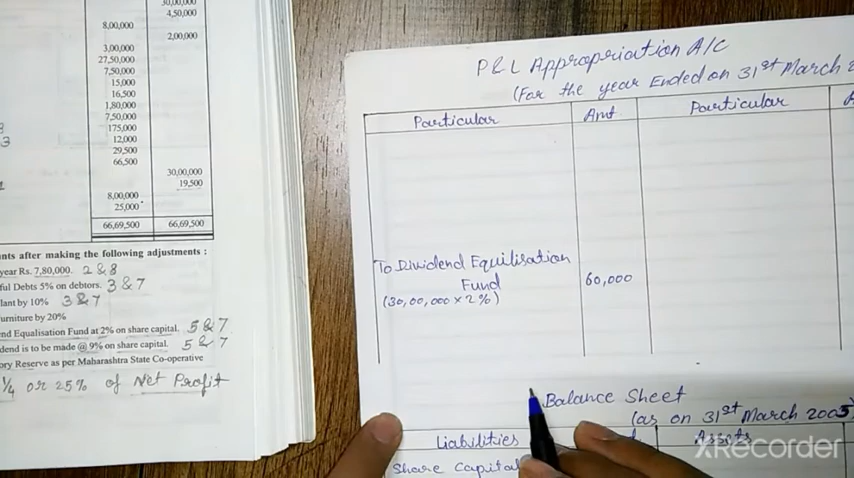 30,00,000
4,50,000
8,00,000
2,00,000
3,00,000
27,50,000
7,50,000
15,000
16,500
1,80,000
7,50,000
175,000
12,000
29,500
66,500
30,00,000
19,500
8,00,000
25,000
66,69,500 66,69,500
nts after making the following adjustments :
year Rs. 7,80,000. 2 & 8
ful Debts 5% on debtors. 3 & 7
lant by 10% 3 & 7
urniture by 20%
nd Equalisation Fund at 2% on share capital. 5 & 7
dend is to be made @ 9% on share capital. 5 & 7
ory Reserve as per Maharashtra State Co-operative
1/4 or 25% of Net Profit
P&L Appropriation A/C
(For the year Ended on 31st March 2
Particular Amt Particular A
To Dividend Equilisation
Fund 60,000
(30,00,000 × 2%)
Balance Sheet
(as on 31st March 2005)
Liabilities Assets
Share Capital
XRecorder